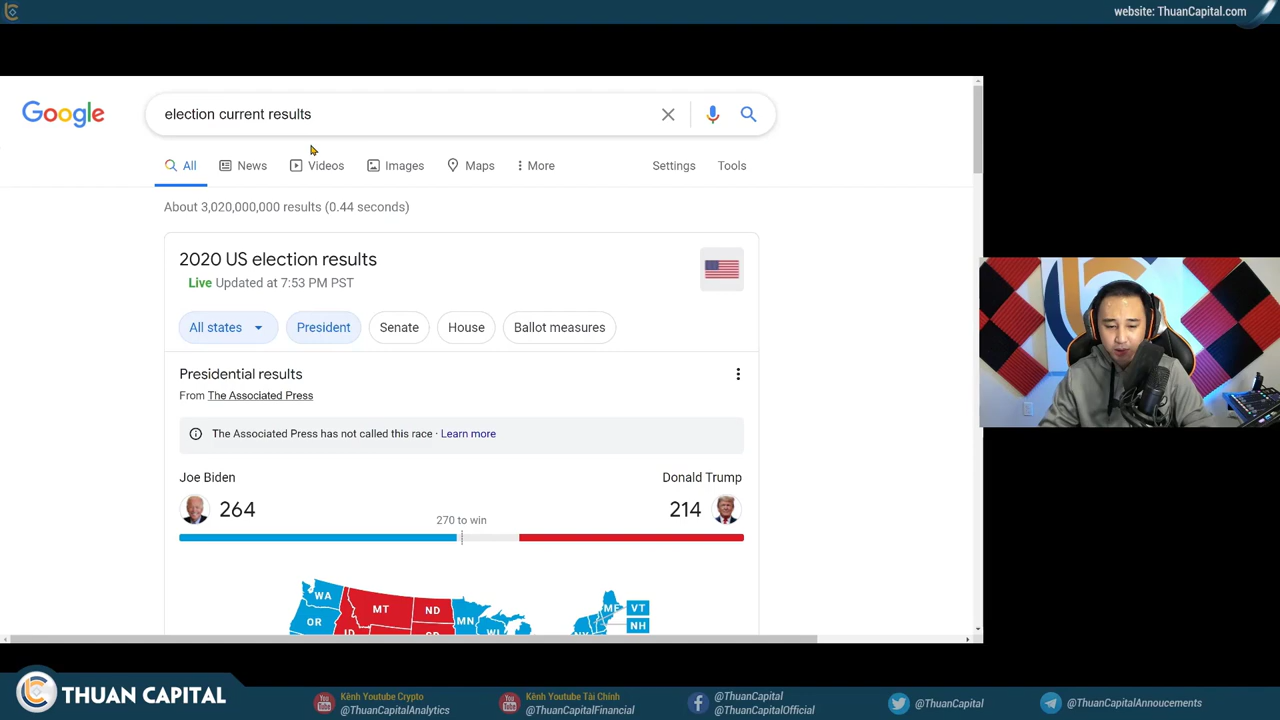 website: ThuanCapital.com
Google
election current results
All
News
Videos
Images
Maps
More
Settings
Tools
About 3,020,000,000 results (0.44 seconds)
2020 US election results
Live Updated at 7:53 PM PST
All states
President
Senate
House
Ballot measures
Presidential results
From The Associated Press
The Associated Press has not called this race · Learn more
Joe Biden
Donald Trump
264
214
270 to win
WA
MT
ND
MN
OR
ID
WI
ME
VT
NH
NY
THUAN CAPITAL
Kênh Youtube Crypto
@ThuanCapitalAnalytics
Kênh Youtube Tài Chính
@ThuanCapitalFinancial
@ThuanCapital
@ThuanCapitalOfficial
@ThuanCapital
@ThuanCapitalAnnoucements